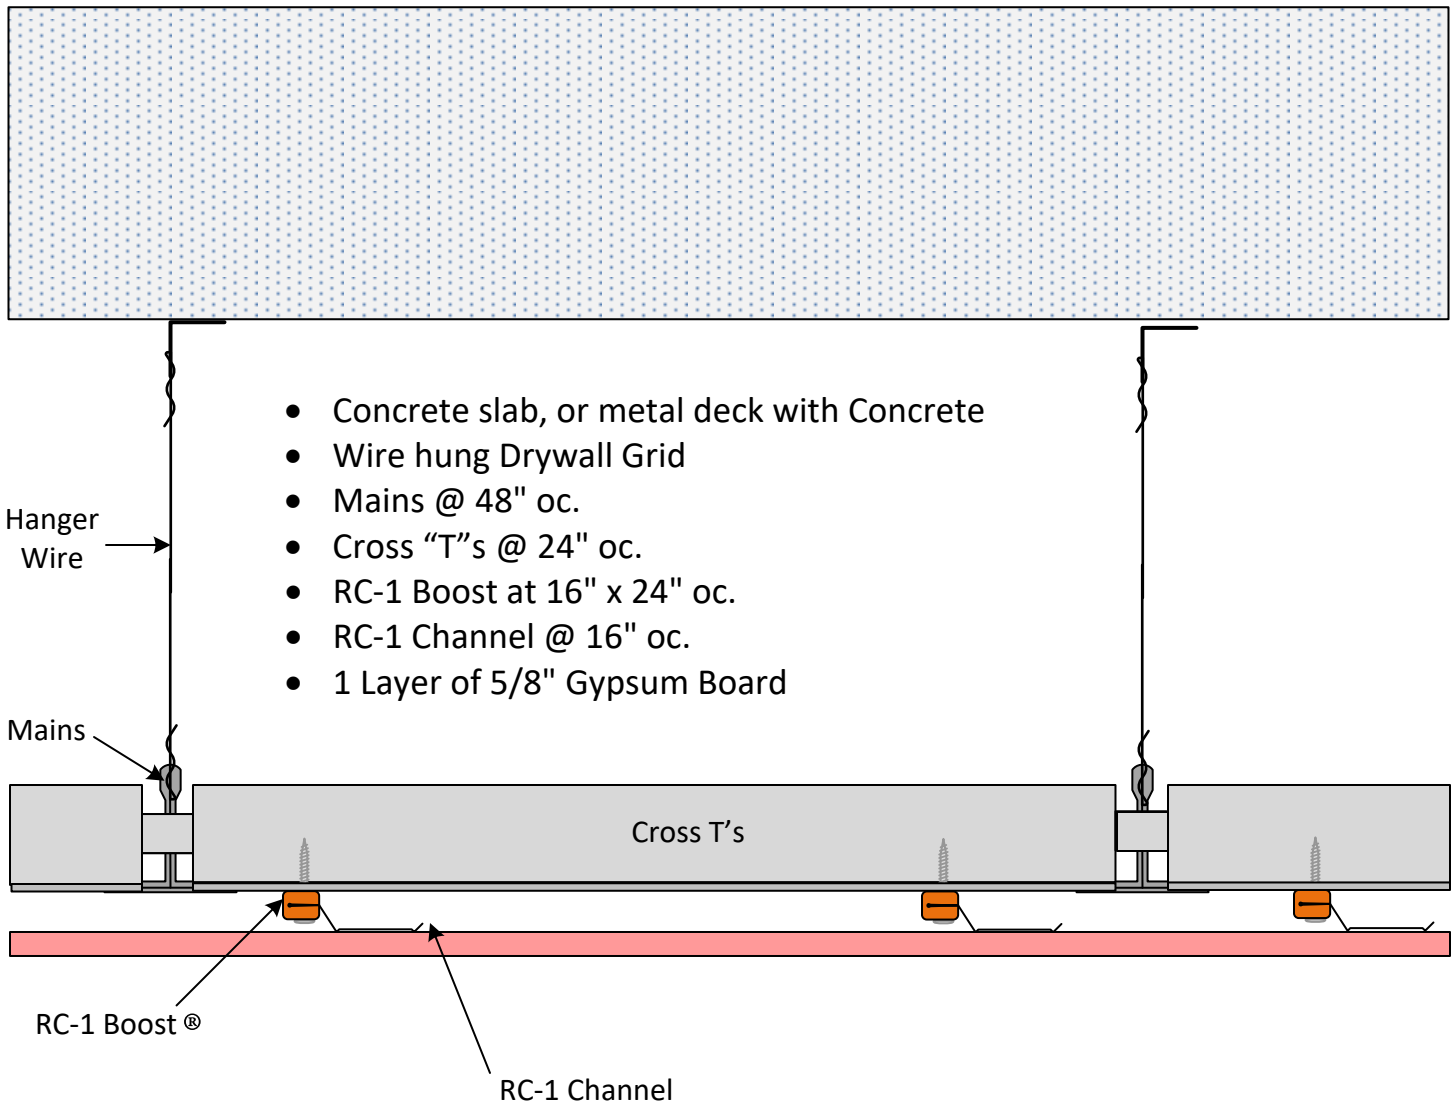 • Concrete slab, or metal deck with Concrete
• Wire hung Drywall Grid
• Mains @ 48" oc.
• Cross “T”s @ 24" oc.
• RC-1 Boost at 16" x 24" oc.
• RC-1 Channel @ 16" oc.
• 1 Layer of 5/8" Gypsum Board
Hanger
Wire
Mains
Cross T’s
RC-1 Boost ®
RC-1 Channel